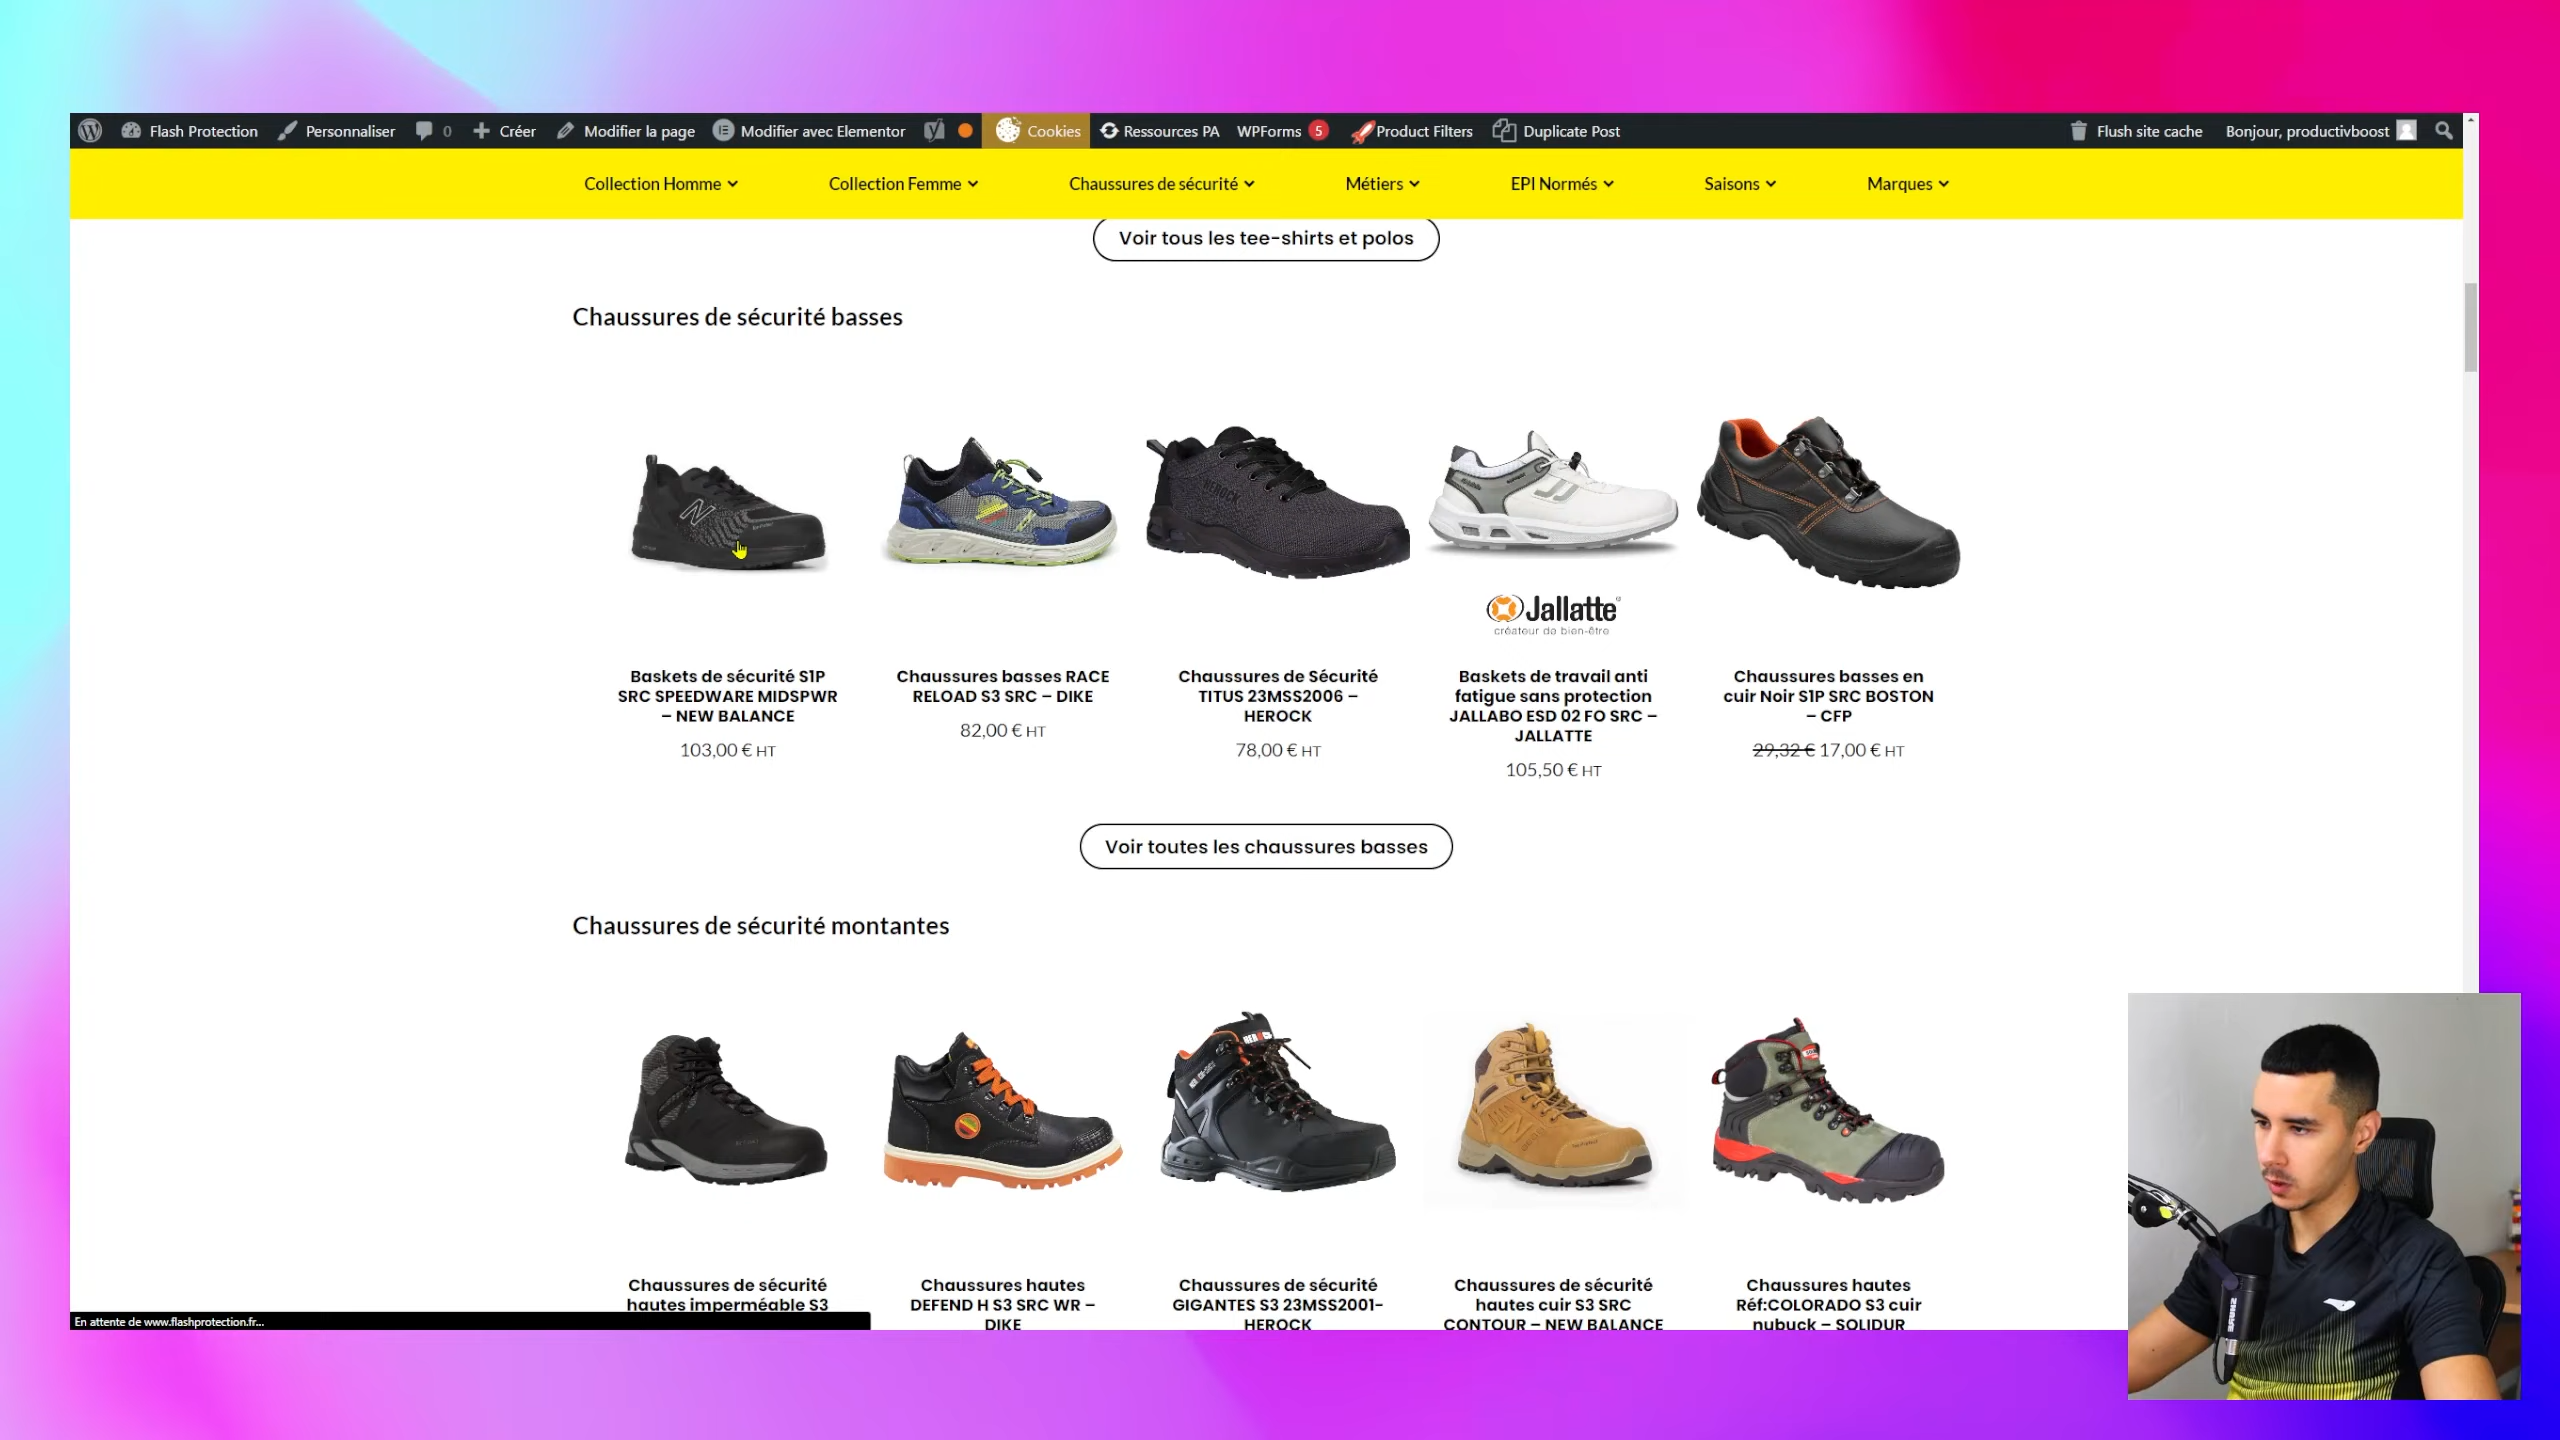 Flash Protection Personnaliser 0 Créer Modifier la page Modifier avec Elementor Cookies Ressources PA WPForms 5 Product Filters Duplicate Post Flush site cache Bonjour, productivboost
Collection Homme Collection Femme Chaussures de sécurité Métiers EPI Normés Saisons Marques
Voir tous les tee-shirts et polos
Chaussures de sécurité basses
HEROCK
Jallatte
créateur de bien-être
Baskets de sécurité S1P
SRC SPEEDWARE MIDSPWR
– NEW BALANCE
103,00 € HT
Chaussures basses RACE
RELOAD S3 SRC – DIKE
82,00 € HT
Chaussures de Sécurité
TITUS 23MSS2006 –
HEROCK
78,00 € HT
Baskets de travail anti
fatigue sans protection
JALLABO ESD 02 FO SRC –
JALLATTE
105,50 € HT
Chaussures basses en
cuir Noir S1P SRC BOSTON
– CFP
29,32 € 17,00 € HT
Voir toutes les chaussures basses
Chaussures de sécurité montantes
Chaussures de sécurité
hautes imperméable S3
Chaussures hautes
DEFEND H S3 SRC WR –
DIKE
Chaussures de sécurité
GIGANTES S3 23MSS2001-
HEROCK
Chaussures de sécurité
hautes cuir S3 SRC
CONTOUR – NEW BALANCE
Chaussures hautes
Réf:COLORADO S3 cuir
nubuck – SOLIDUR
En attente de www.flashprotection.fr...
SHURE